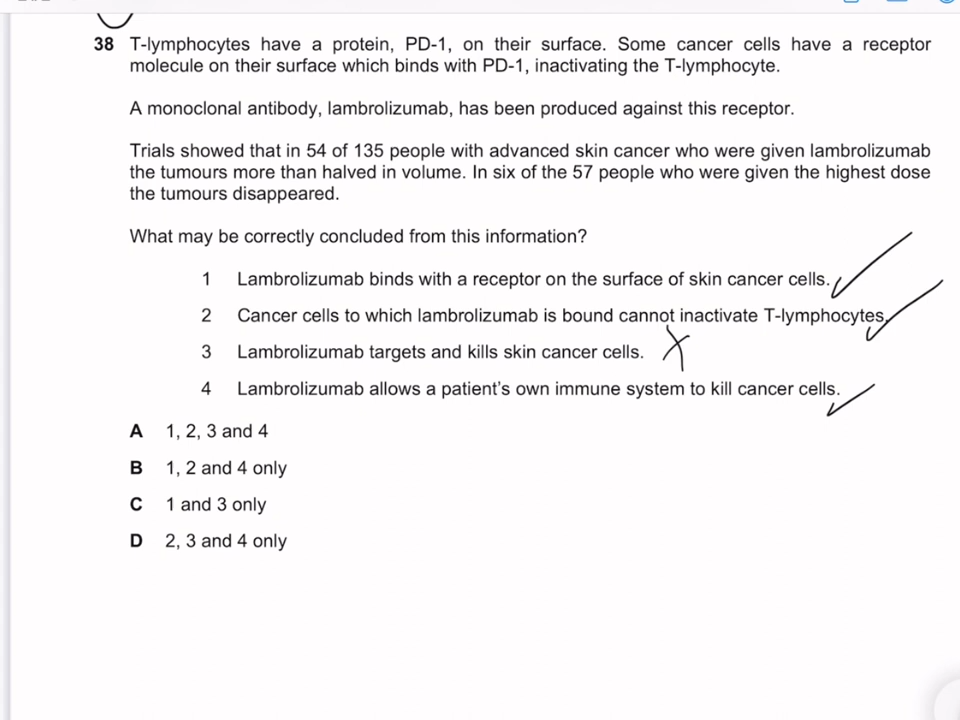 38 T-lymphocytes have a protein, PD-1, on their surface. Some cancer cells have a receptor
molecule on their surface which binds with PD-1, inactivating the T-lymphocyte.
A monoclonal antibody, lambrolizumab, has been produced against this receptor.
Trials showed that in 54 of 135 people with advanced skin cancer who were given lambrolizumab
the tumours more than halved in volume. In six of the 57 people who were given the highest dose
the tumours disappeared.
What may be correctly concluded from this information?
1 Lambrolizumab binds with a receptor on the surface of skin cancer cells.
2 Cancer cells to which lambrolizumab is bound cannot inactivate T-lymphocytes.
3 Lambrolizumab targets and kills skin cancer cells.
4 Lambrolizumab allows a patient's own immune system to kill cancer cells.
A 1, 2, 3 and 4
B 1, 2 and 4 only
C 1 and 3 only
D 2, 3 and 4 only